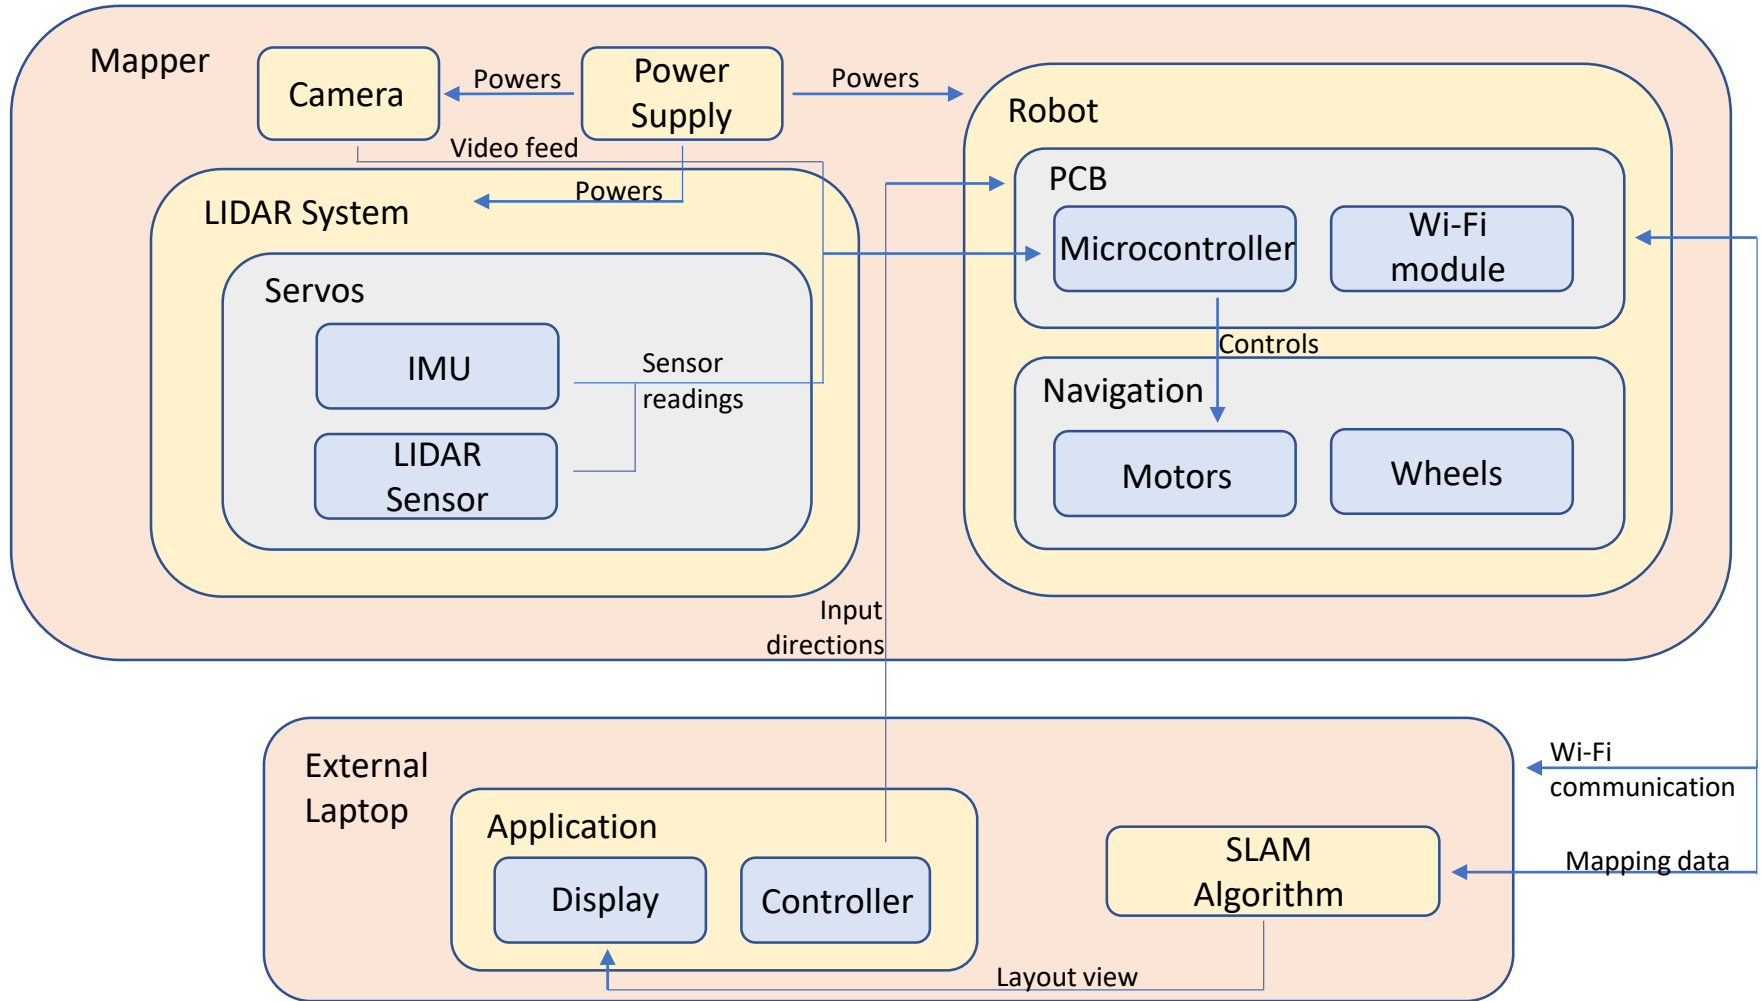 Mapper
Camera
Powers
Power
Supply
Powers
Robot
Video feed
PCB
Powers
LIDAR System
Microcontroller
Wi-Fi
module
Servos
IMU
Sensor
readings
Controls
Navigation
LIDAR
Sensor
Motors
Wheels
Input
directions
External
Laptop
Wi-Fi
communication
Application
Display
Controller
SLAM
Algorithm
Mapping data
Layout view